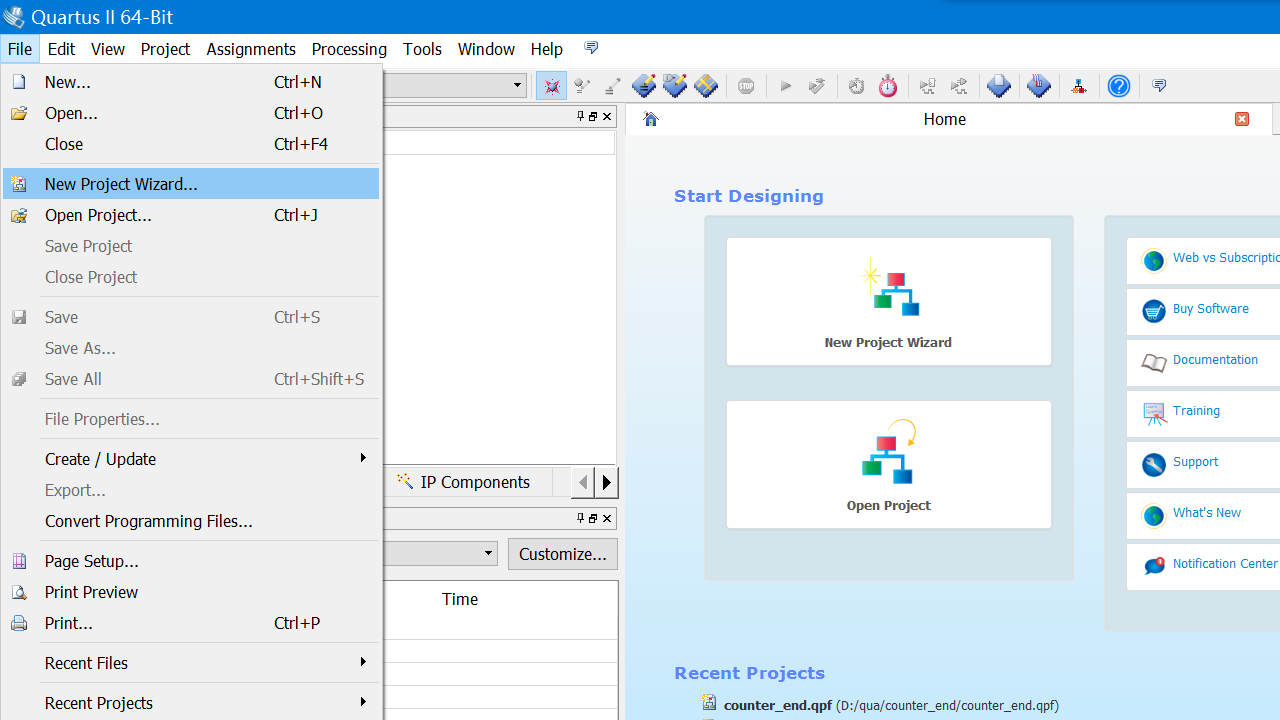 Quartus II 64-Bit
File Edit View Project Assignments Processing Tools Window Help
New... Ctrl+N
Open... Ctrl+O
Close Ctrl+F4
New Project Wizard...
Open Project... Ctrl+J
Save Project
Close Project
Save Ctrl+S
Save As...
Save All Ctrl+Shift+S
File Properties...
Create / Update
Export...
Convert Programming Files...
Page Setup...
Print Preview
Print... Ctrl+P
Recent Files
Recent Projects
STOP
IP Components
Customize...
Time
Home
Start Designing
New Project Wizard
Open Project
Web vs Subscriptio
Buy Software
Documentation
Training
Support
What's New
Notification Center
Recent Projects
counter_end.qpf (D:/qua/counter_end/counter_end.qpf)